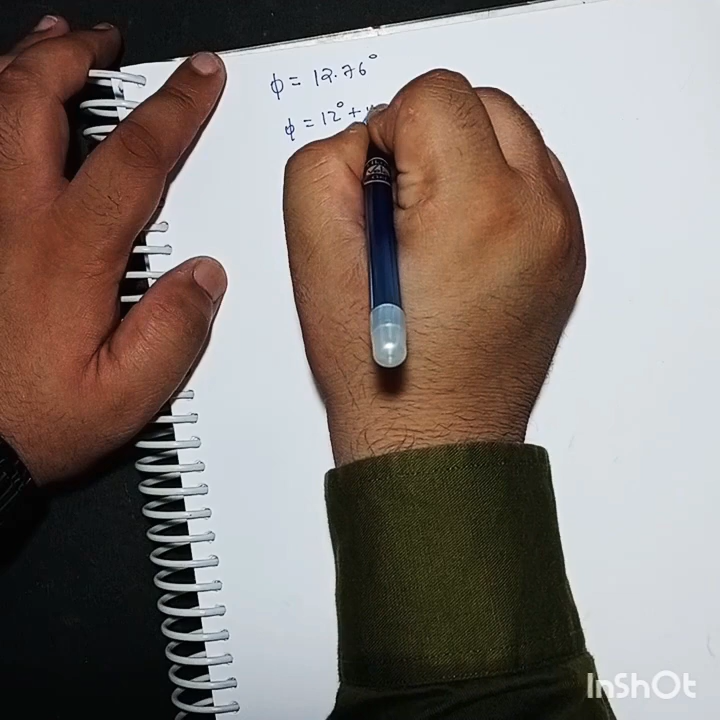 ϕ = 12.76°
ϕ = 12° +
InShOt